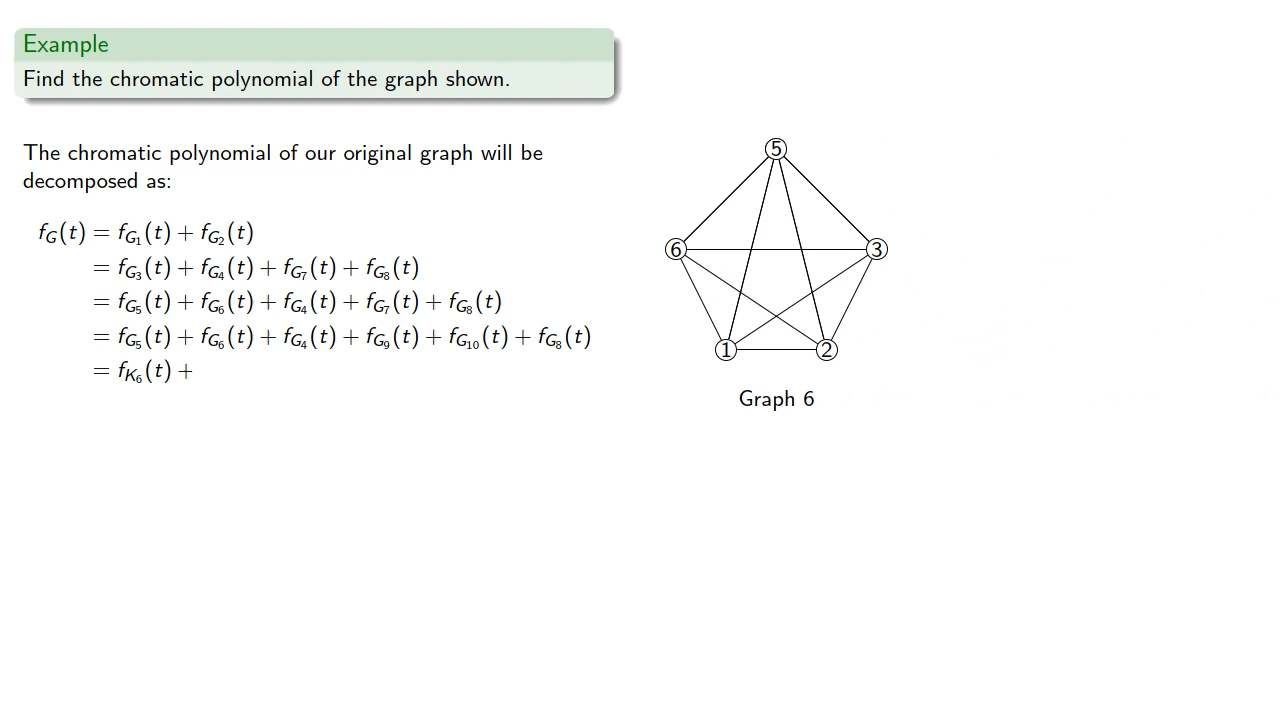 Example
Find the chromatic polynomial of the graph shown.
The chromatic polynomial of our original graph will be
decomposed as:
f_G(t) = f_{G_1}(t) + f_{G_2}(t)
= f_{G_3}(t) + f_{G_4}(t) + f_{G_7}(t) + f_{G_8}(t)
= f_{G_5}(t) + f_{G_6}(t) + f_{G_4}(t) + f_{G_7}(t) + f_{G_8}(t)
= f_{G_5}(t) + f_{G_6}(t) + f_{G_4}(t) + f_{G_9}(t) + f_{G_{10}}(t) + f_{G_8}(t)
= f_{K_6}(t) +
5
6 3
1 2
Graph 6